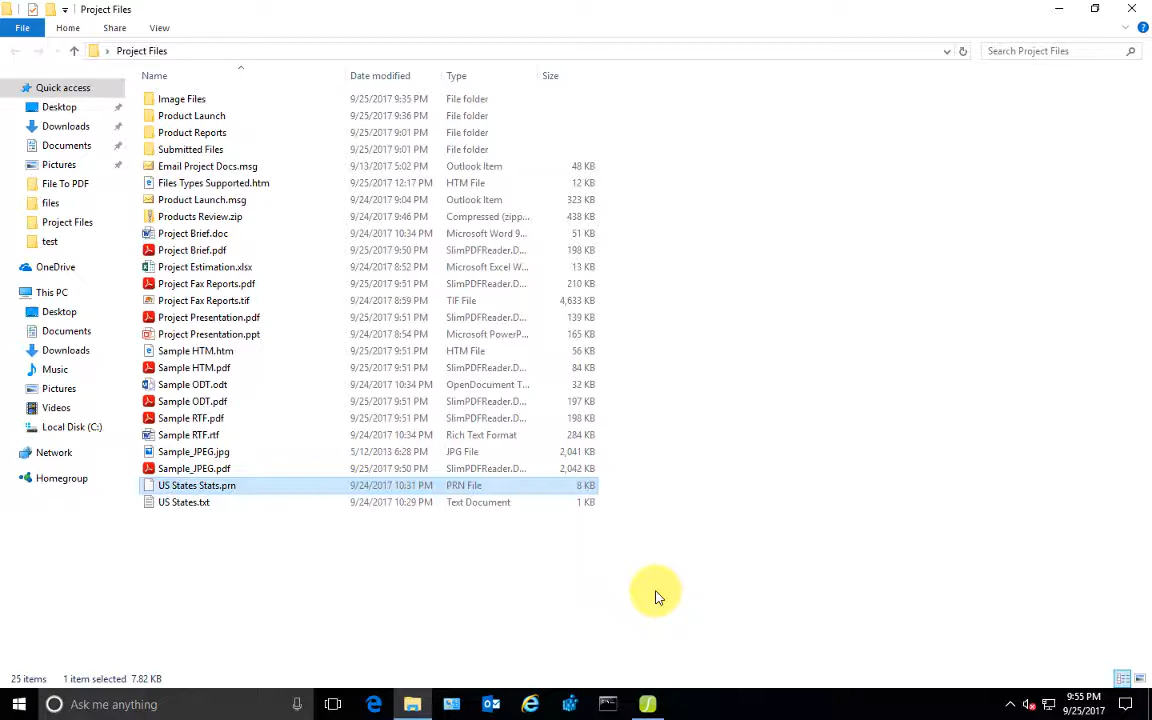 Project Files
File Home Share View
Project Files Search Project Files
Name Date modified Type Size
Quick access
Desktop
Downloads
Documents
Pictures
File To PDF
files
Project Files
test
OneDrive
This PC
Desktop
Documents
Downloads
Music
Pictures
Videos
Local Disk (C:)
Network
Homegroup
Image Files 9/25/2017 9:35 PM File folder
Product Launch 9/25/2017 9:36 PM File folder
Product Reports 9/25/2017 9:01 PM File folder
Submitted Files 9/25/2017 9:01 PM File folder
Email Project Docs.msg 9/13/2017 5:02 PM Outlook Item 48 KB
Files Types Supported.htm 9/25/2017 12:17 PM HTM File 12 KB
Product Launch.msg 9/24/2017 9:04 PM Outlook Item 323 KB
Products Review.zip 9/24/2017 9:46 PM Compressed (zipp... 438 KB
Project Brief.doc 9/24/2017 10:34 PM Microsoft Word 9... 51 KB
Project Brief.pdf 9/25/2017 9:50 PM SlimPDFReader.D... 198 KB
Project Estimation.xlsx 9/24/2017 8:52 PM Microsoft Excel W... 13 KB
Project Fax Reports.pdf 9/25/2017 9:51 PM SlimPDFReader.D... 210 KB
Project Fax Reports.tif 9/24/2017 8:59 PM TIF File 4,633 KB
Project Presentation.pdf 9/25/2017 9:51 PM SlimPDFReader.D... 139 KB
Project Presentation.ppt 9/24/2017 8:54 PM Microsoft PowerP... 165 KB
Sample HTM.htm 9/25/2017 9:51 PM HTM File 56 KB
Sample HTM.pdf 9/25/2017 9:51 PM SlimPDFReader.D... 84 KB
Sample ODT.odt 9/24/2017 10:34 PM OpenDocument T... 32 KB
Sample ODT.pdf 9/25/2017 9:51 PM SlimPDFReader.D... 197 KB
Sample RTF.pdf 9/25/2017 9:51 PM SlimPDFReader.D... 198 KB
Sample RTF.rtf 9/24/2017 10:34 PM Rich Text Format 284 KB
Sample_JPEG.jpg 5/12/2013 6:28 PM JPG File 2,041 KB
Sample_JPEG.pdf 9/25/2017 9:50 PM SlimPDFReader.D... 2,042 KB
US States Stats.prn 9/24/2017 10:31 PM PRN File 8 KB
US States.txt 9/24/2017 10:29 PM Text Document 1 KB
25 items 1 item selected 7.82 KB
Ask me anything
9:55 PM
9/25/2017